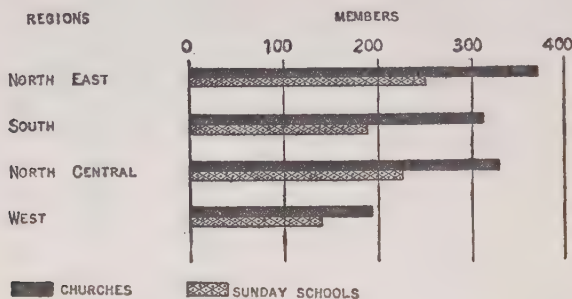 REGIONS MEMBERS
0 100 200 300 400
NORTH EAST
SOUTH
NORTH CENTRAL
WEST
CHURCHES SUNDAY SCHOOLS